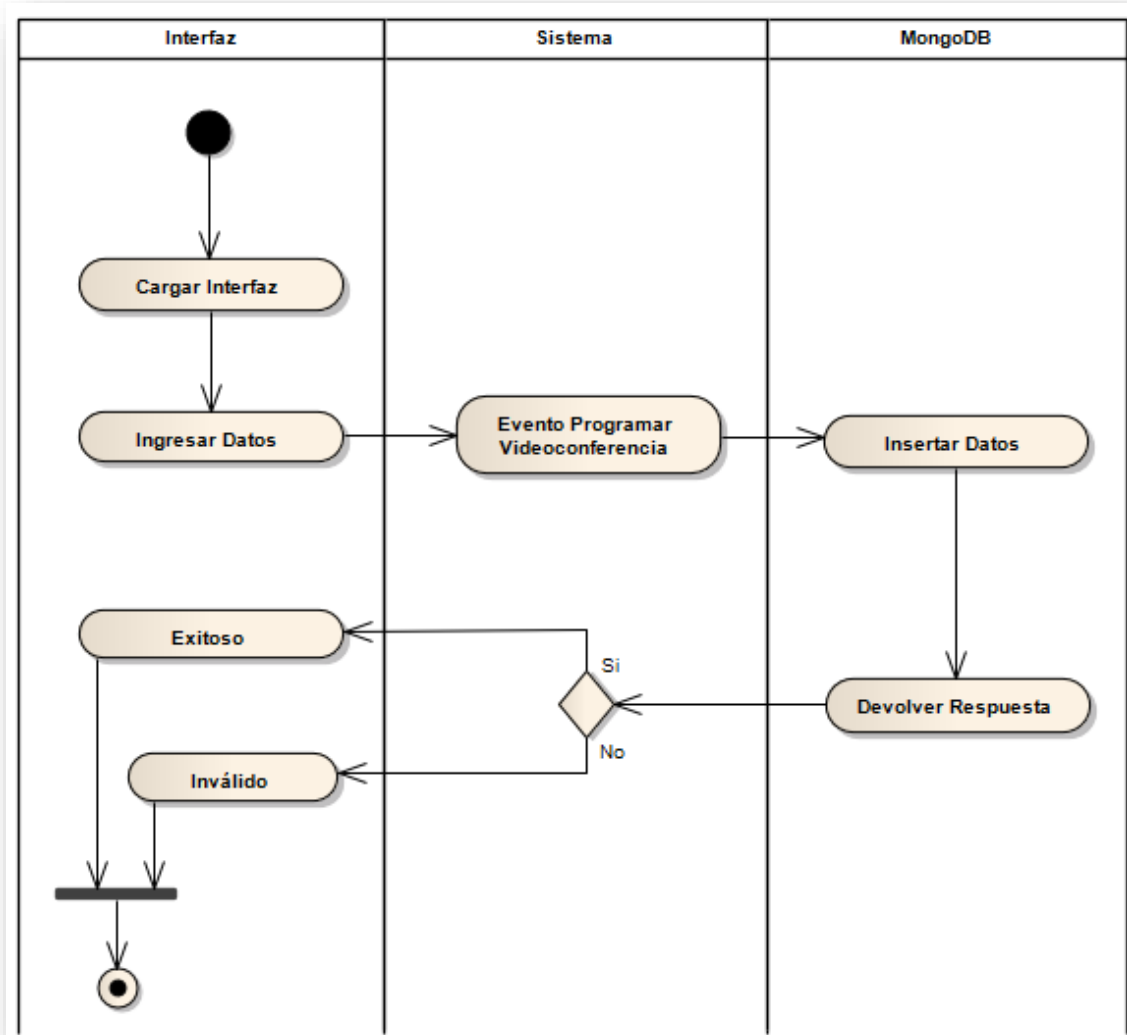 Interfaz
Sistema
MongoDB
Cargar Interfaz
Ingresar Datos
Evento Programar
Videoconferencia
Insertar Datos
Exitoso
Si
Devolver Respuesta
No
Inválido